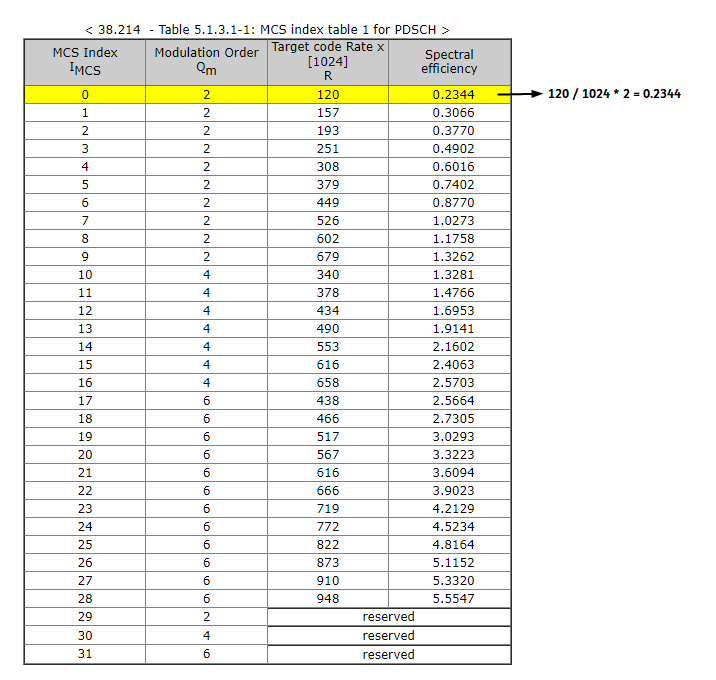 < 38.214 - Table 5.1.3.1-1: MCS index table 1 for PDSCH >
MCS Index IMCS Modulation Order Qm Target code Rate x [1024] R Spectral efficiency
0 2 120 0.2344 120 / 1024 * 2 = 0.2344
1 2 157 0.3066
2 2 193 0.3770
3 2 251 0.4902
4 2 308 0.6016
5 2 379 0.7402
6 2 449 0.8770
7 2 526 1.0273
8 2 602 1.1758
9 2 679 1.3262
10 4 340 1.3281
11 4 378 1.4766
12 4 434 1.6953
13 4 490 1.9141
14 4 553 2.1602
15 4 616 2.4063
16 4 658 2.5703
17 6 438 2.5664
18 6 466 2.7305
19 6 517 3.0293
20 6 567 3.3223
21 6 616 3.6094
22 6 666 3.9023
23 6 719 4.2129
24 6 772 4.5234
25 6 822 4.8164
26 6 873 5.1152
27 6 910 5.3320
28 6 948 5.5547
29 2 reserved
30 4 reserved
31 6 reserved